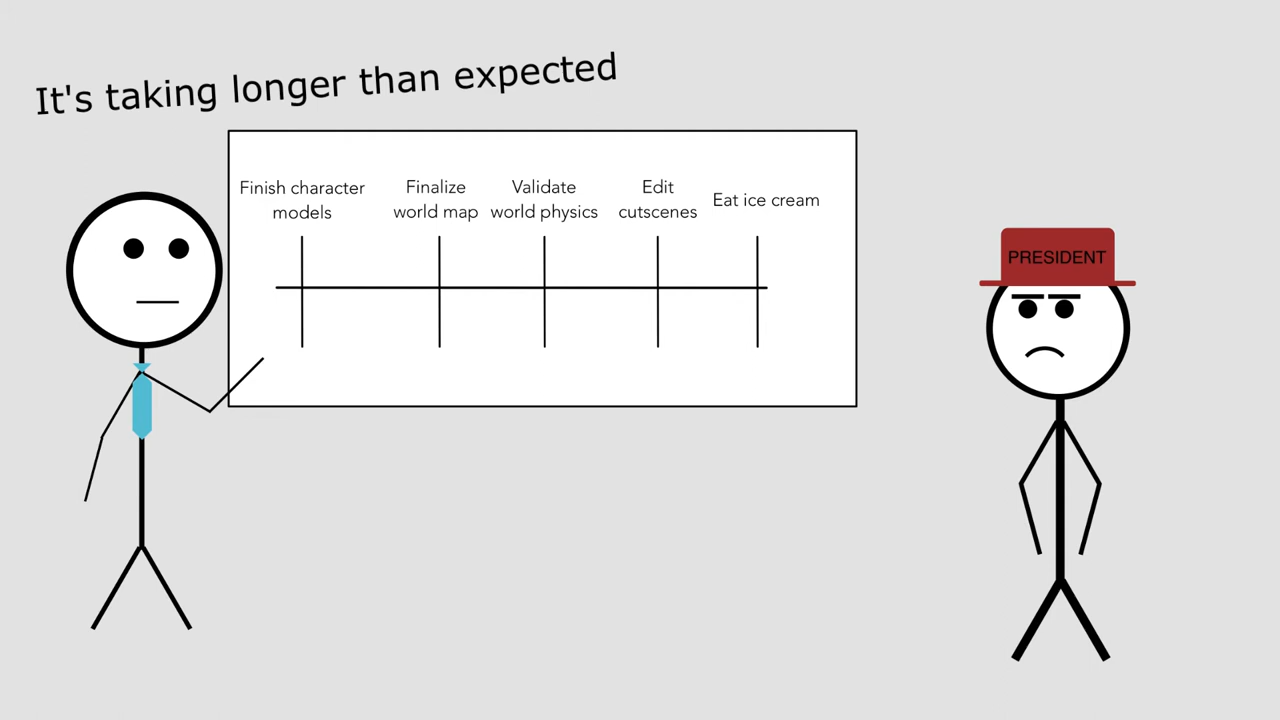 It's taking longer than expected
Finish character
models
Finalize
world map
Validate
world physics
Edit
cutscenes
Eat ice cream
PRESIDENT